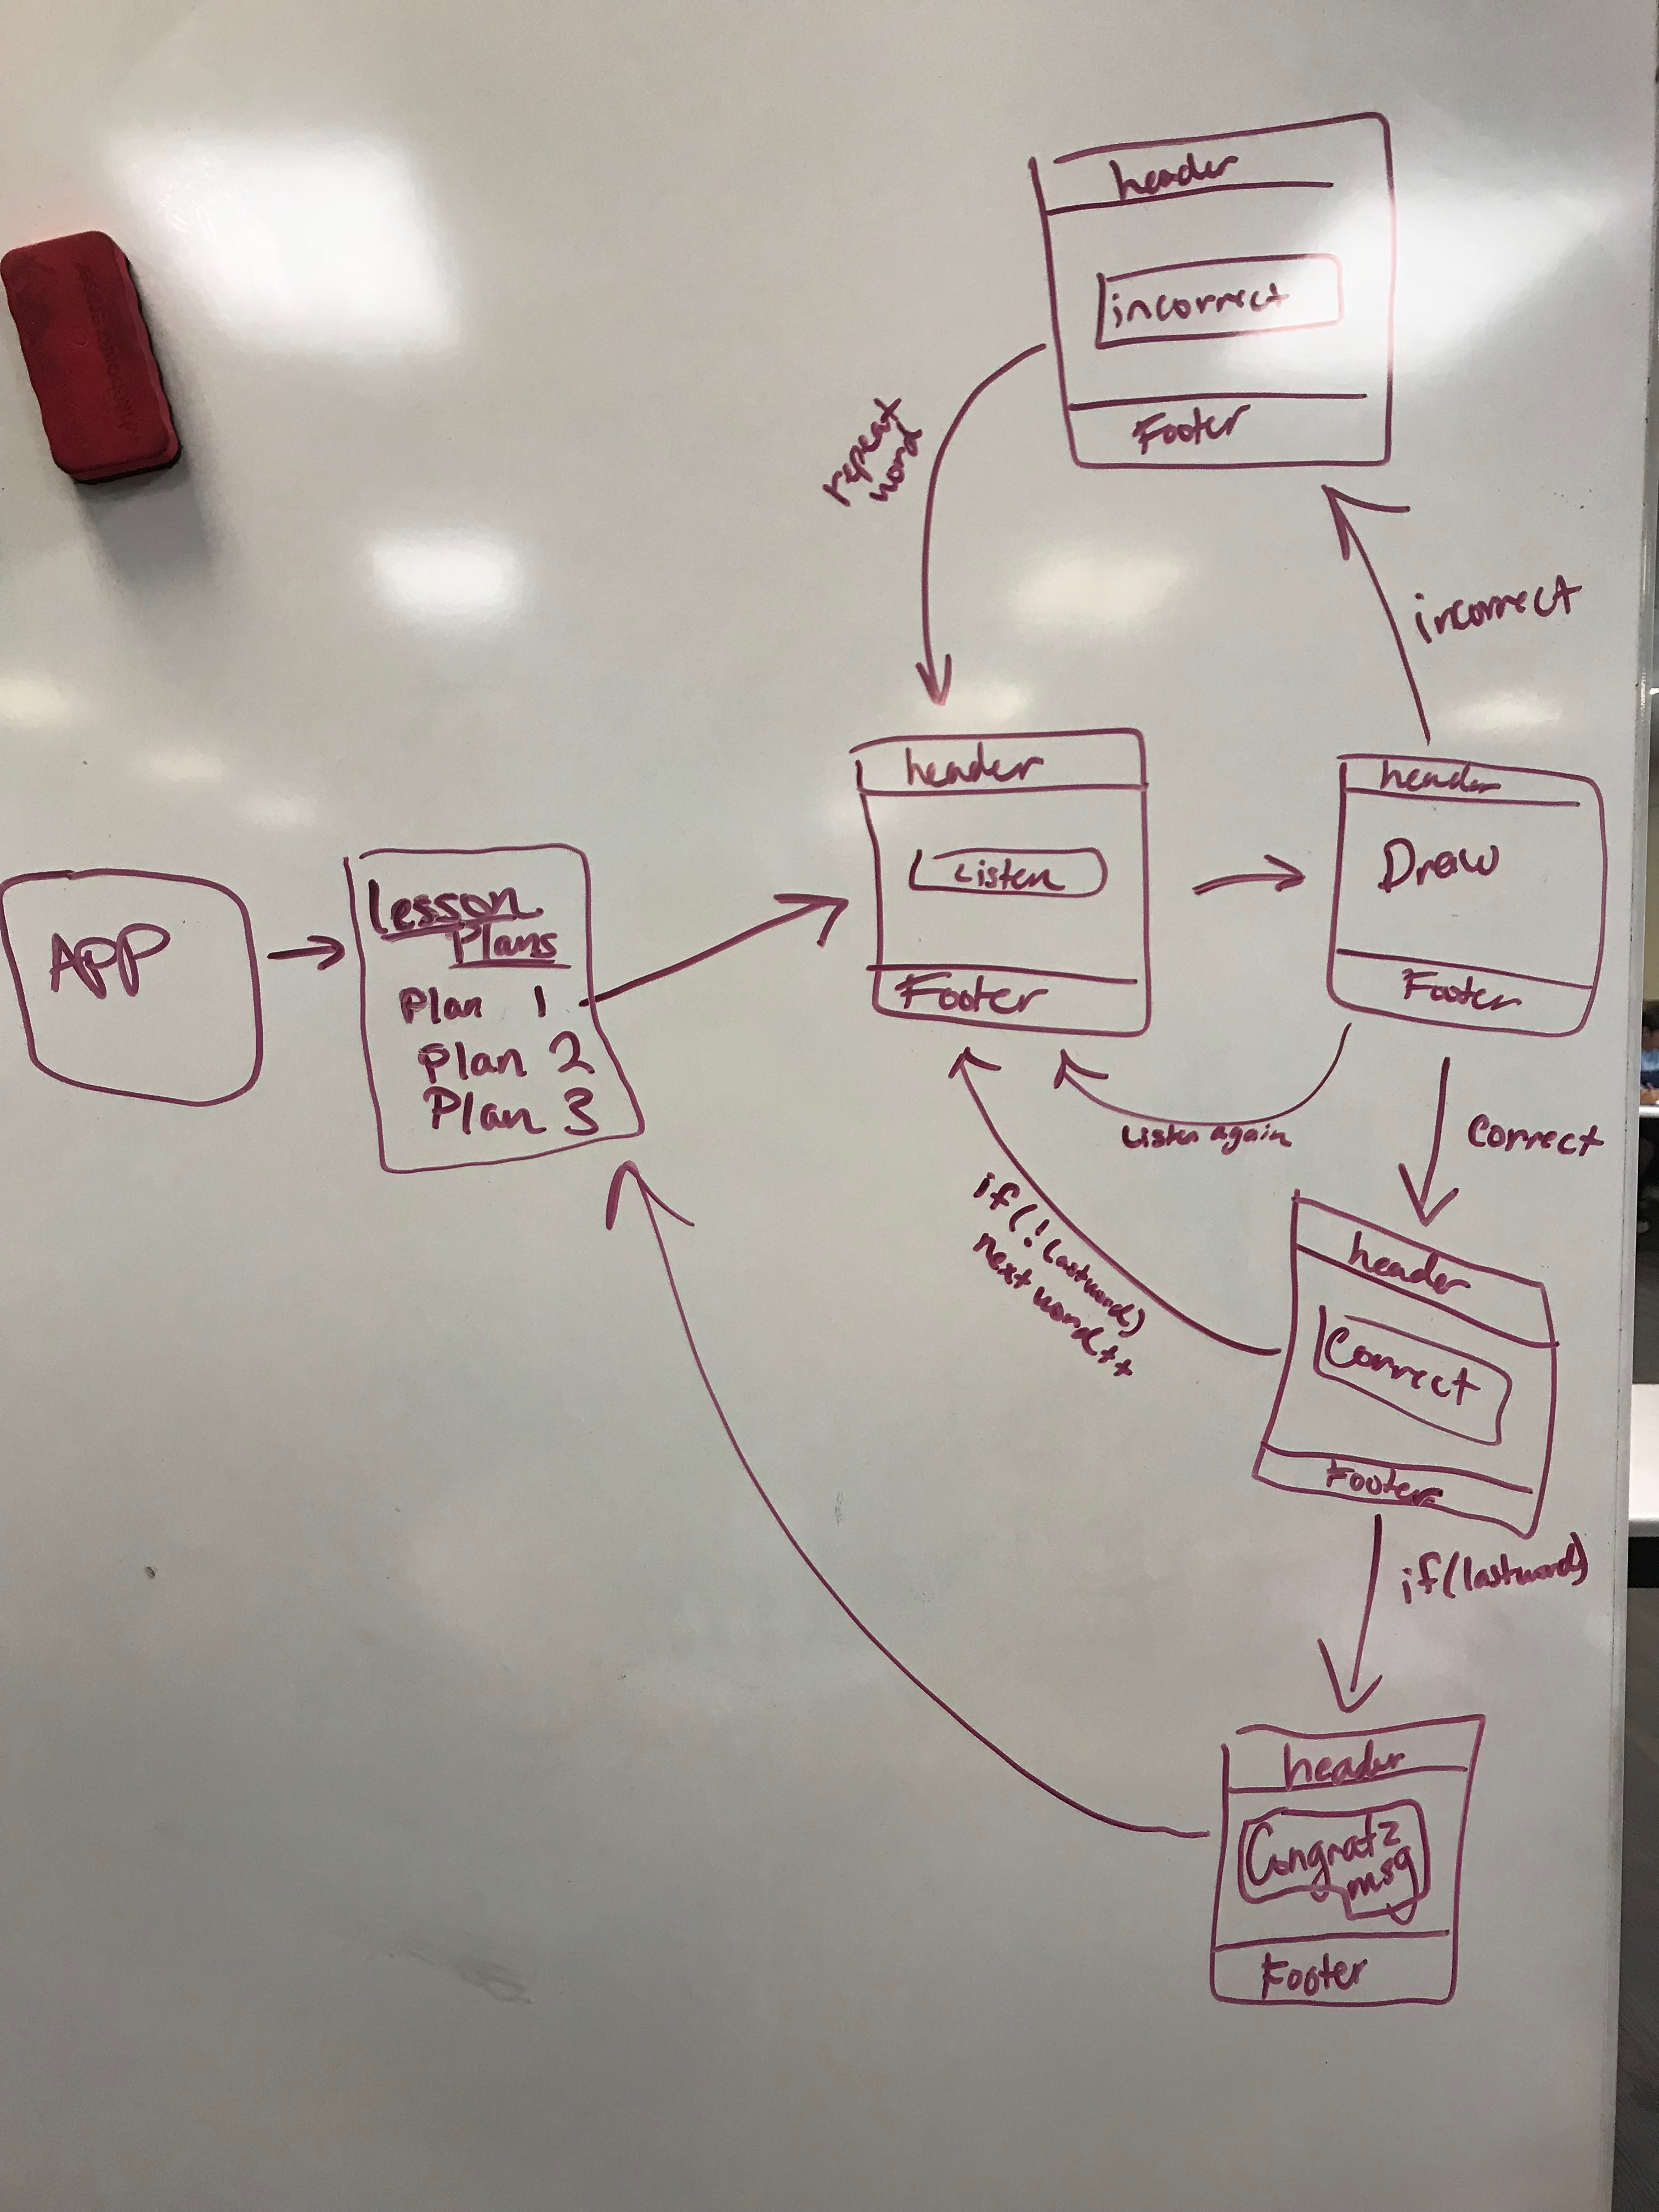 APP
Lesson
Plans
Plan 1
Plan 2
Plan 3
header
Listen
Footer
header
Draw
Footer
incorrect
header
incorrect
Footer
repeat
word
Listen again
correct
header
Correct
Footer
if(!lastword)
next word++
if(lastword)
header
Congratz
msg
Footer